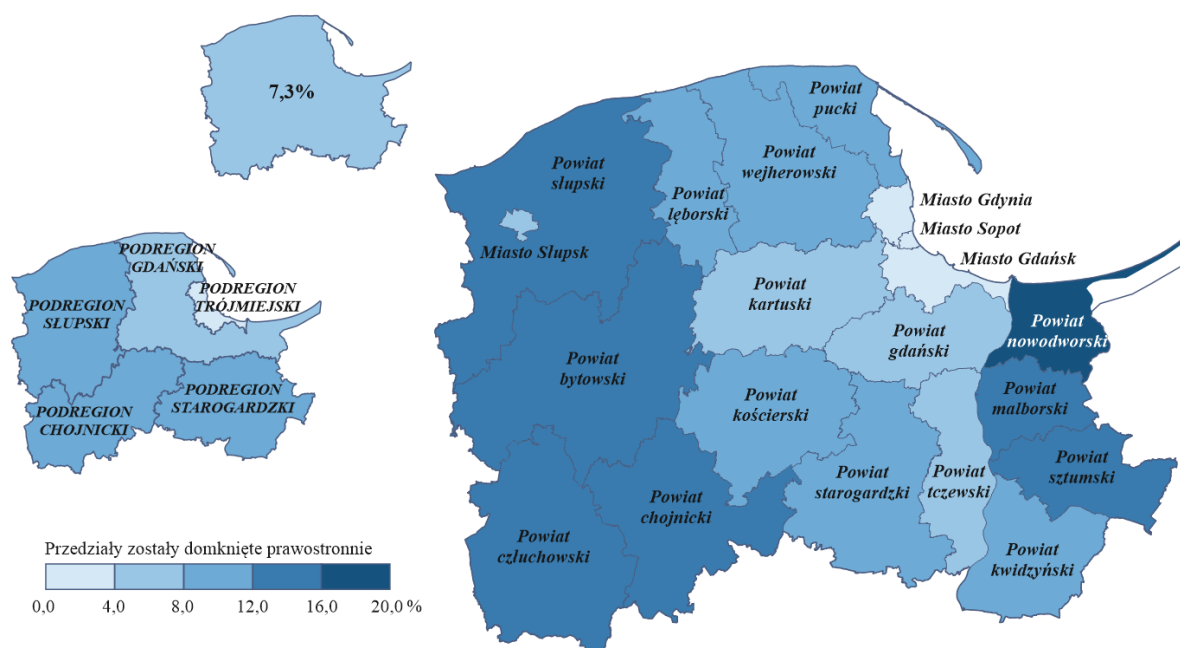 7,3%
PODREGION
GDAŃSKI
PODREGION
TRÓJMIEJSKI
PODREGION
SŁUPSKI
PODREGION
STAROGARDZKI
PODREGION
CHOJNICKI
Przedziały zostały domknięte prawostronnie
0,0 4,0 8,0 12,0 16,0 20,0 %
Powiat
pucki
Powiat
słupski
Powiat
wejherowski
Powiat
lęborski
Miasto Gdynia
Miasto Sopot
Miasto Słupsk
Miasto Gdańsk
Powiat
kartuski
Powiat
gdański
Powiat
nowodworski
Powiat
bytowski
Powiat
kościerski
Powiat
malborski
Powiat
starogardzki
Powiat
tczewski
Powiat
sztumski
Powiat
chojnicki
Powiat
człuchowski
Powiat
kwidzyński